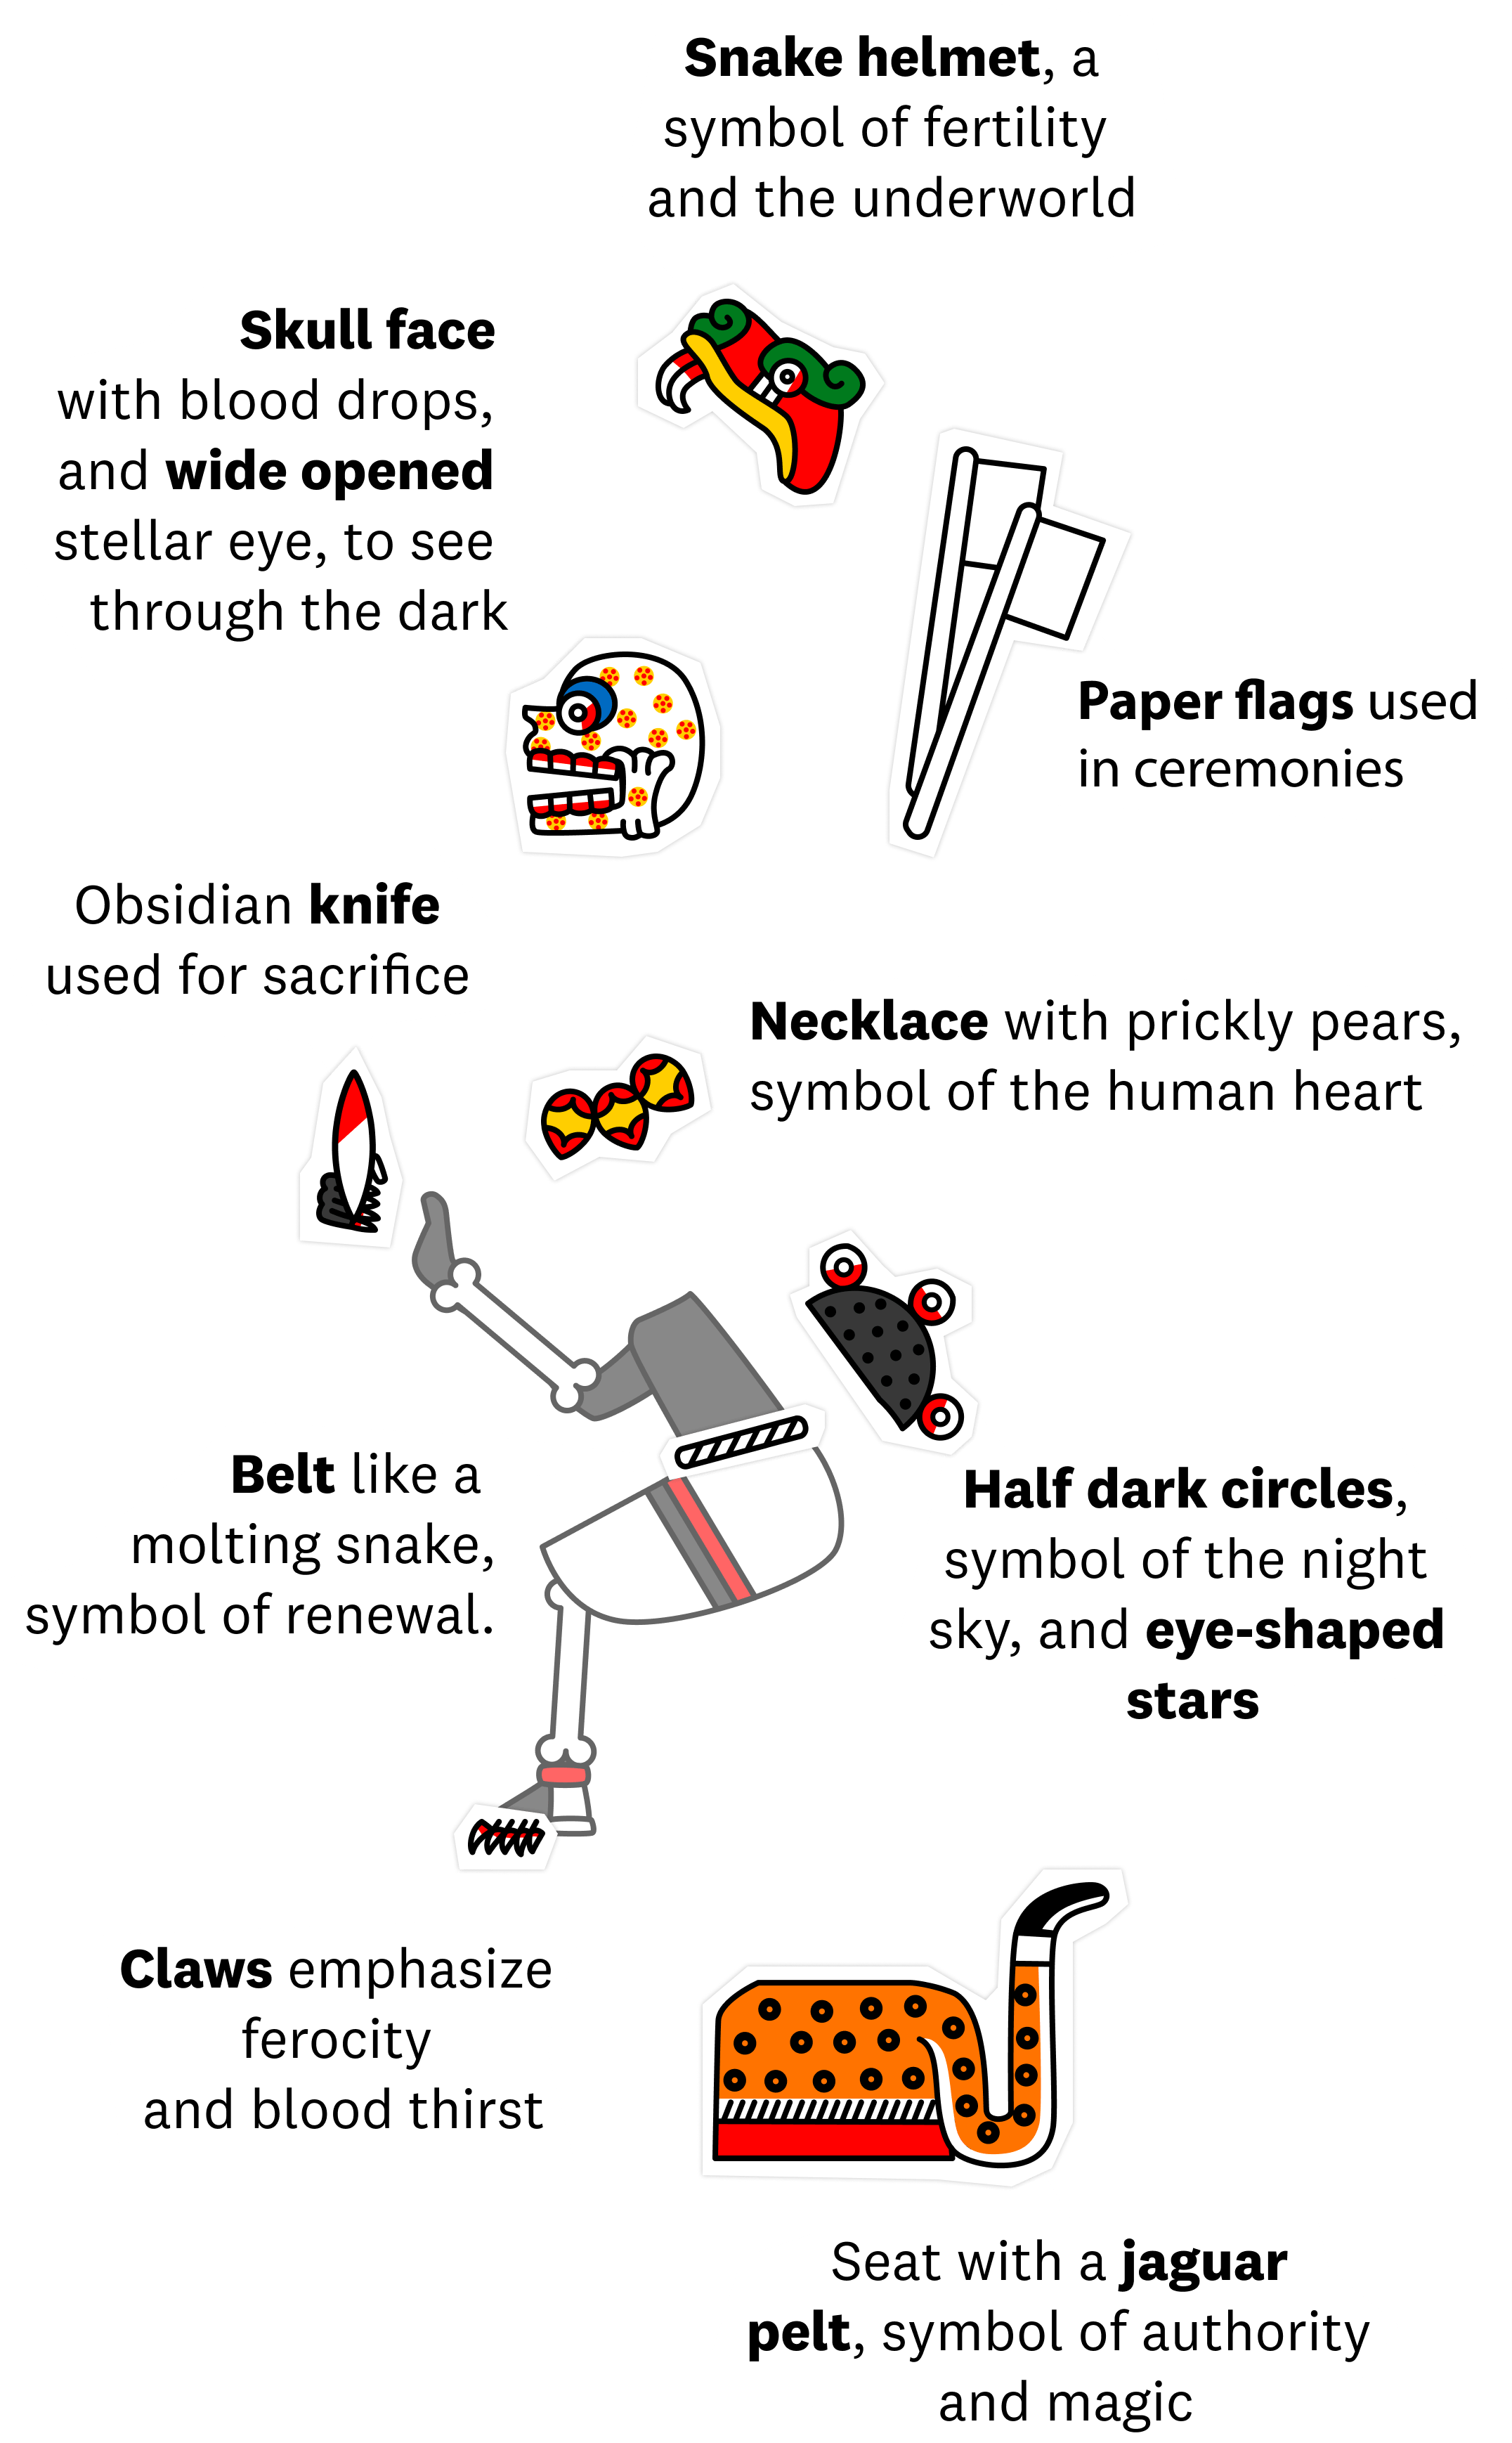 Snake helmet, a
symbol of fertility
and the underworld
Skull face
with blood drops,
and wide opened
stellar eye, to see
through the dark
Paper flags used
in ceremonies
Obsidian knife
used for sacrifice
Necklace with prickly pears,
symbol of the human heart
Belt like a
molting snake,
symbol of renewal.
Half dark circles,
symbol of the night
sky, and eye-shaped
stars
Claws emphasize
ferocity
and blood thirst
Seat with a jaguar
pelt, symbol of authority
and magic